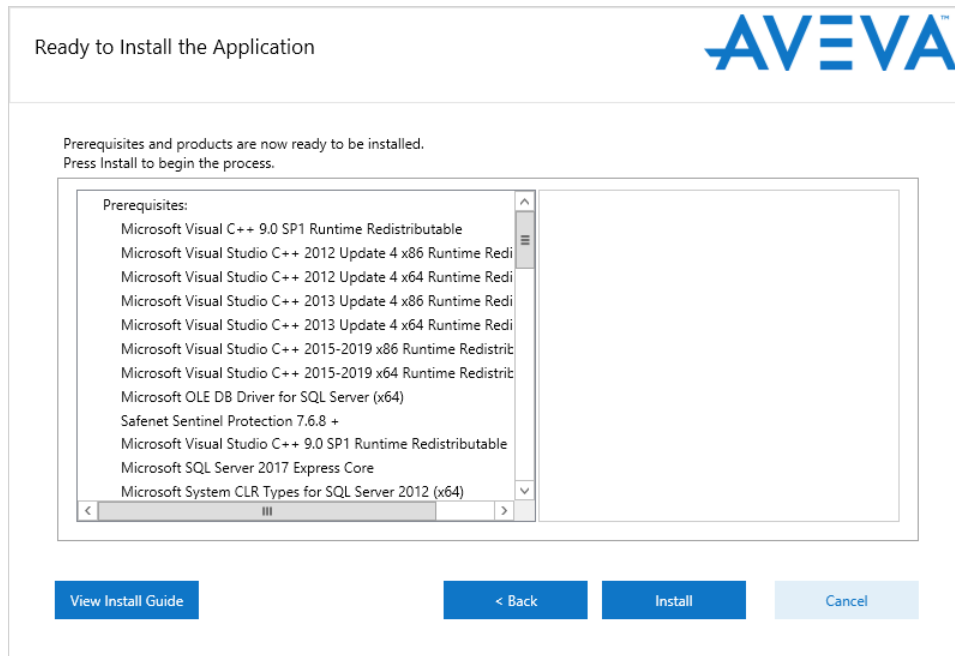 Ready to Install the Application
AVEVA™
Prerequisites and products are now ready to be installed.
Press Install to begin the process.
Prerequisites:
Microsoft Visual C++ 9.0 SP1 Runtime Redistributable
Microsoft Visual Studio C++ 2012 Update 4 x86 Runtime Redi
Microsoft Visual Studio C++ 2012 Update 4 x64 Runtime Redi
Microsoft Visual Studio C++ 2013 Update 4 x86 Runtime Redi
Microsoft Visual Studio C++ 2013 Update 4 x64 Runtime Redi
Microsoft Visual Studio C++ 2015-2019 x86 Runtime Redistrib
Microsoft Visual Studio C++ 2015-2019 x64 Runtime Redistrib
Microsoft OLE DB Driver for SQL Server (x64)
Safenet Sentinel Protection 7.6.8 +
Microsoft Visual Studio C++ 9.0 SP1 Runtime Redistributable
Microsoft SQL Server 2017 Express Core
Microsoft System CLR Types for SQL Server 2012 (x64)
View Install Guide
< Back
Install
Cancel